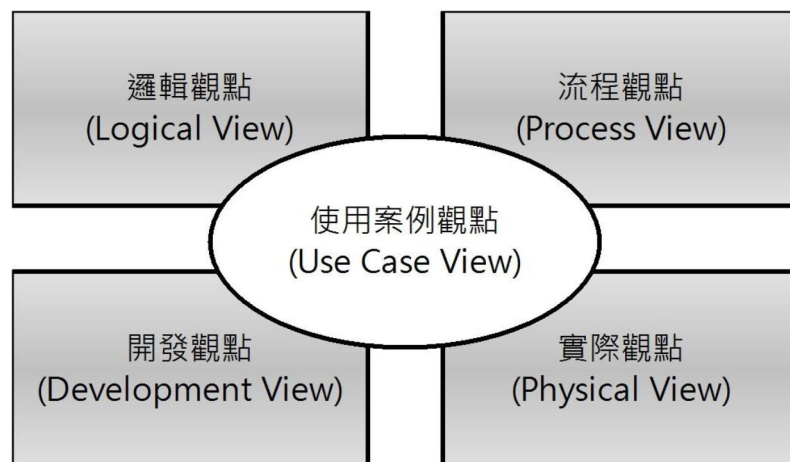 邏輯觀點
(Logical View)
流程觀點
(Process View)
使用案例觀點
(Use Case View)
開發觀點
(Development View)
實際觀點
(Physical View)